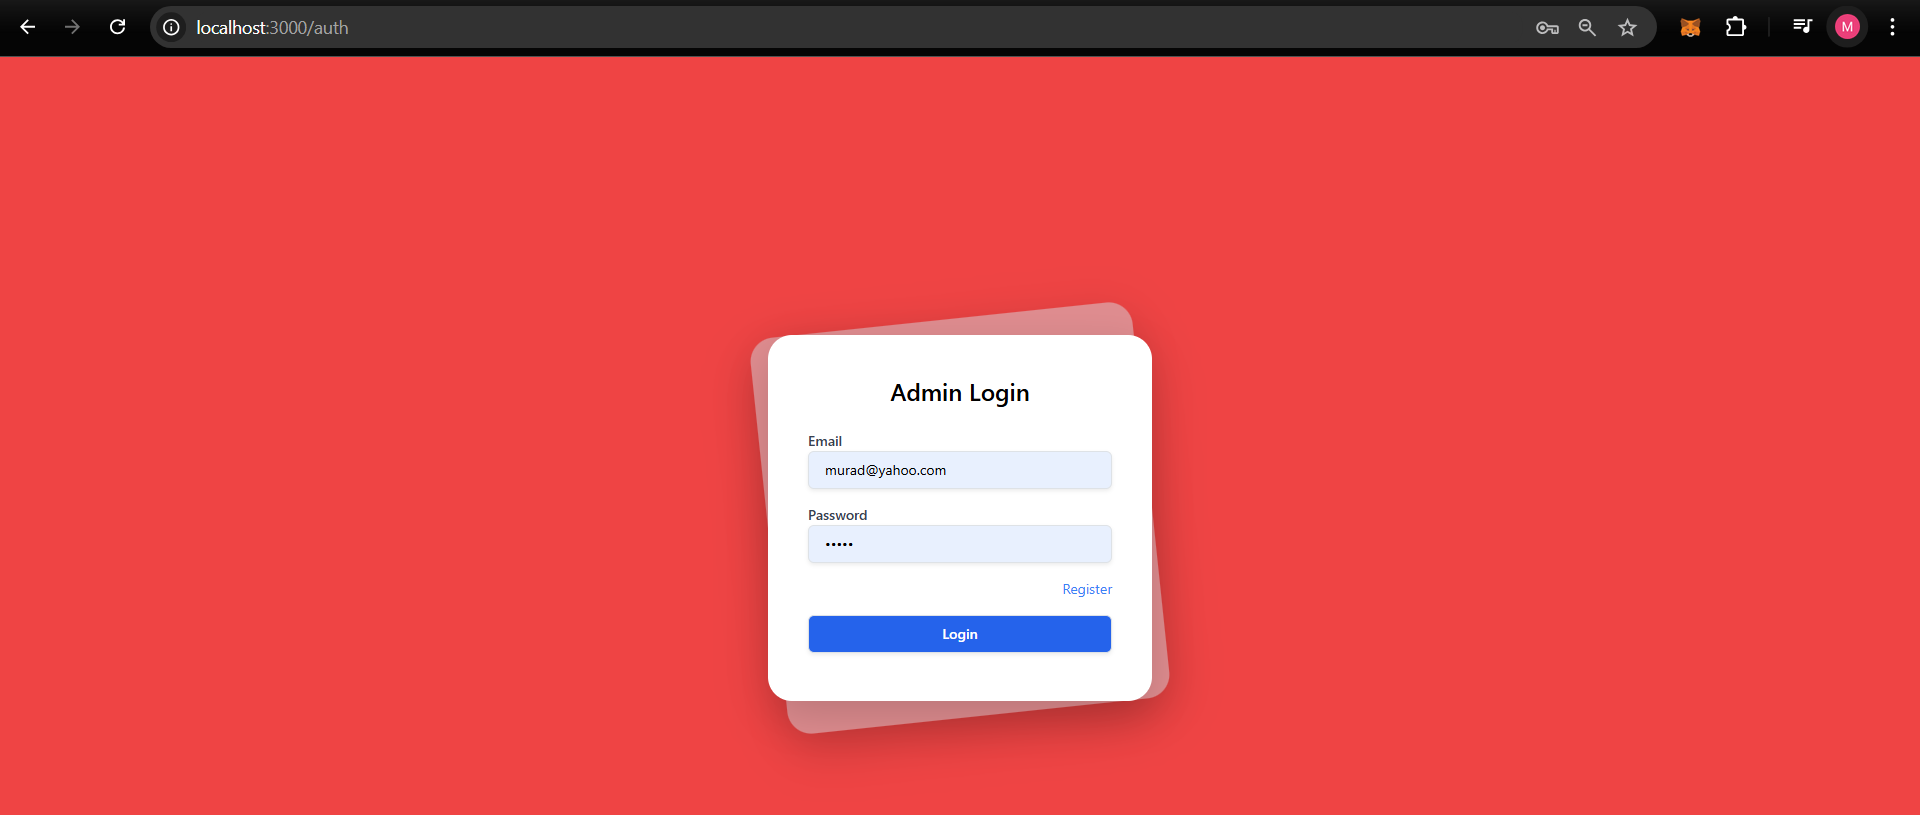 localhost:3000/auth
M
Admin Login
Email
murad@yahoo.com
Password
•••••
Register
Login